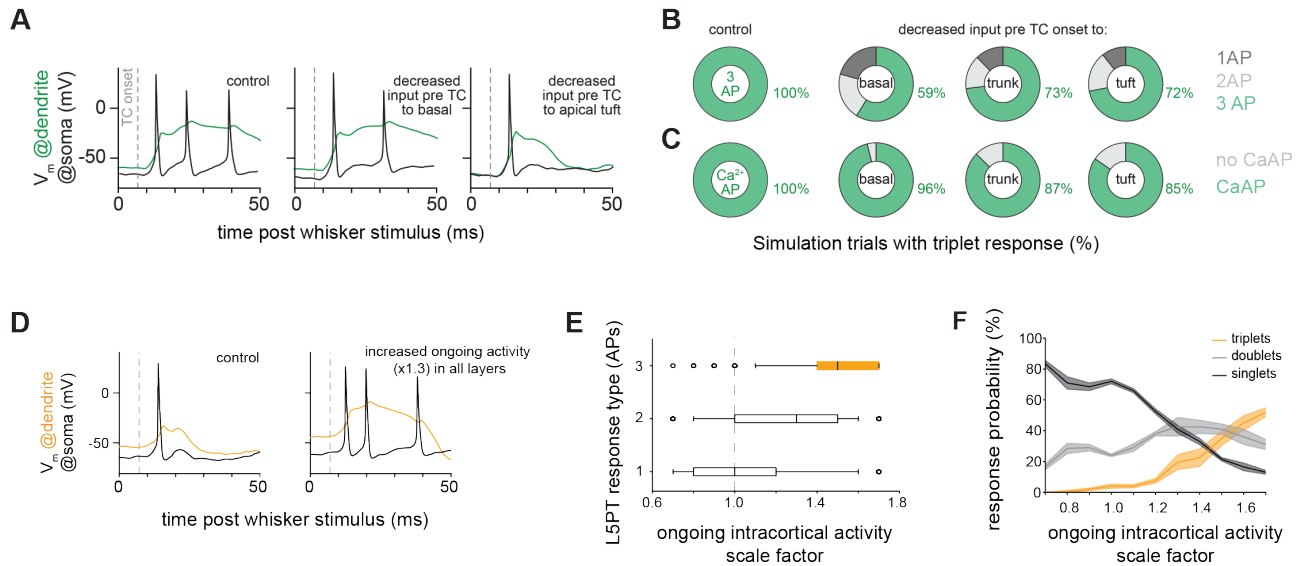 A
V_m @dendrite
@soma (mV)
0
-50
TC onset
control
decreased
input pre TC
to basal
decreased
input pre TC
to apical tuft
0
50
0
50
0
50
time post whisker stimulus (ms)
B
control
decreased input pre TC onset to:
3
AP
100%
basal
59%
trunk
73%
tuft
72%
1AP
2AP
3 AP
C
Ca²⁺
AP
100%
basal
96%
trunk
87%
tuft
85%
no CaAP
CaAP
Simulation trials with triplet response (%)
D
V_m @dendrite
@soma (mV)
0
-50
control
increased ongoing activity
(x1.3) in all layers
0
50
0
50
time post whisker stimulus (ms)
E
L5PT response type (APs)
3
2
1
0.6
1.0
1.4
1.8
ongoing intracortical activity
scale factor
F
response probability (%)
100
80
60
40
20
0
triplets
doublets
singlets
0.8
1.0
1.2
1.4
1.6
ongoing intracortical activity
scale factor